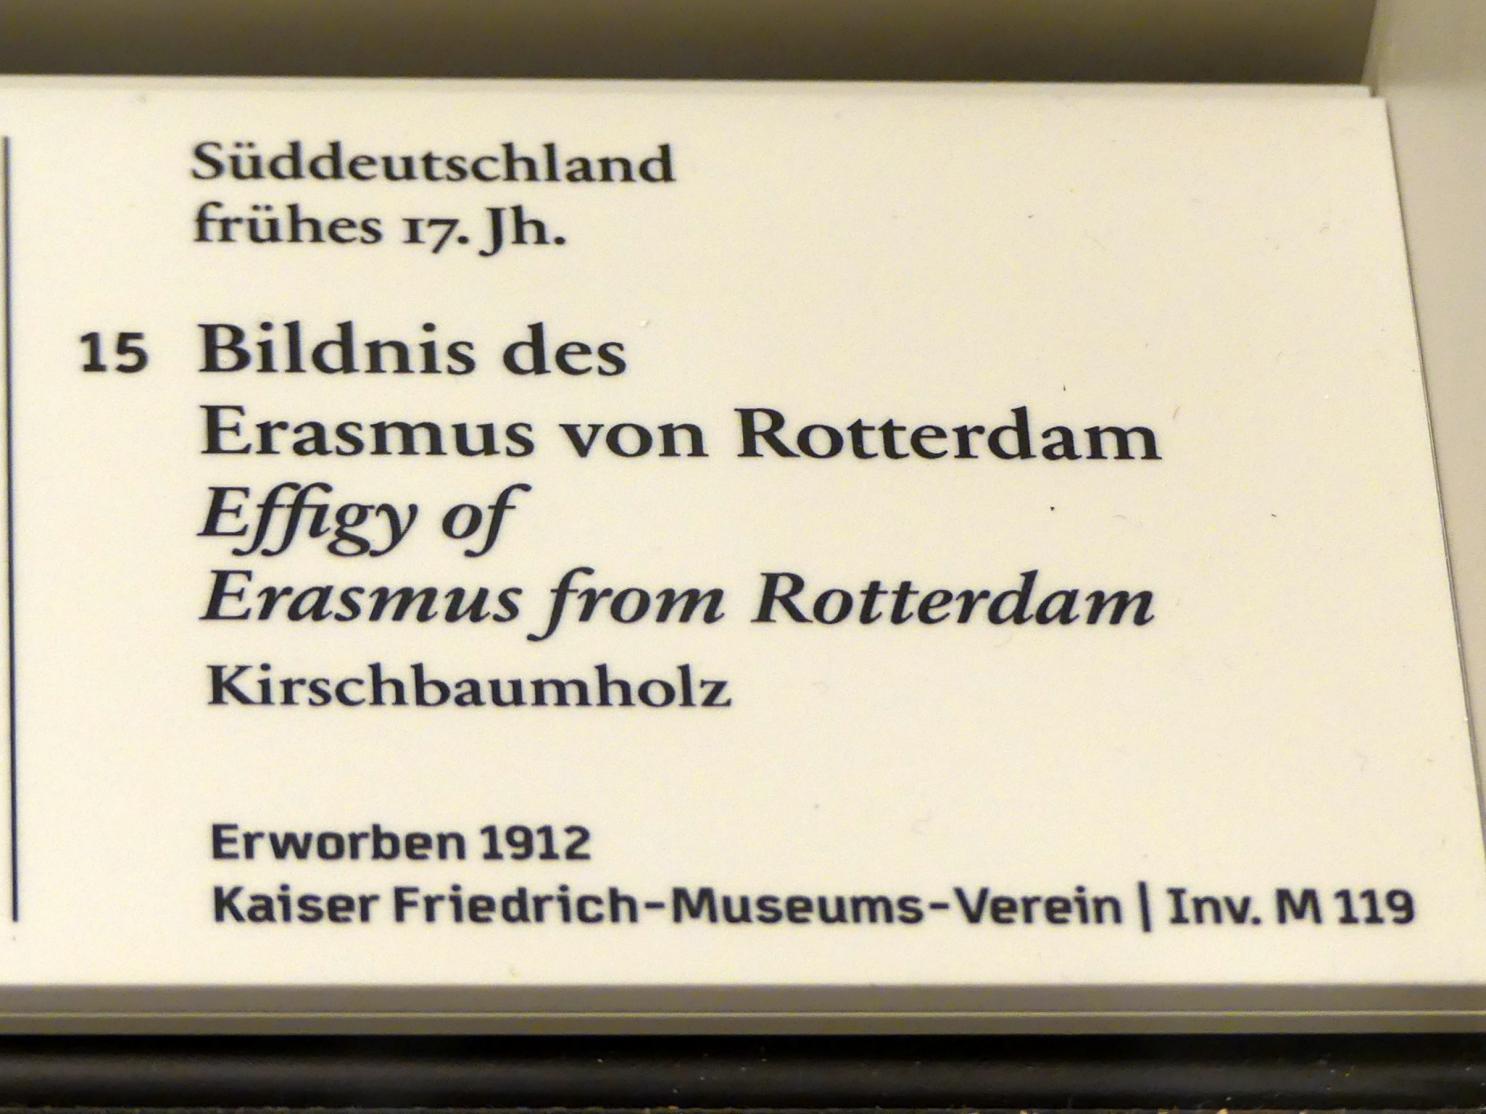 Süddeutschland
frühes 17. Jh.
15 Bildnis des
Erasmus von Rotterdam
Effigy of
Erasmus from Rotterdam
Kirschbaumholz
Erworben 1912
Kaiser Friedrich-Museums-Verein | Inv. M 119